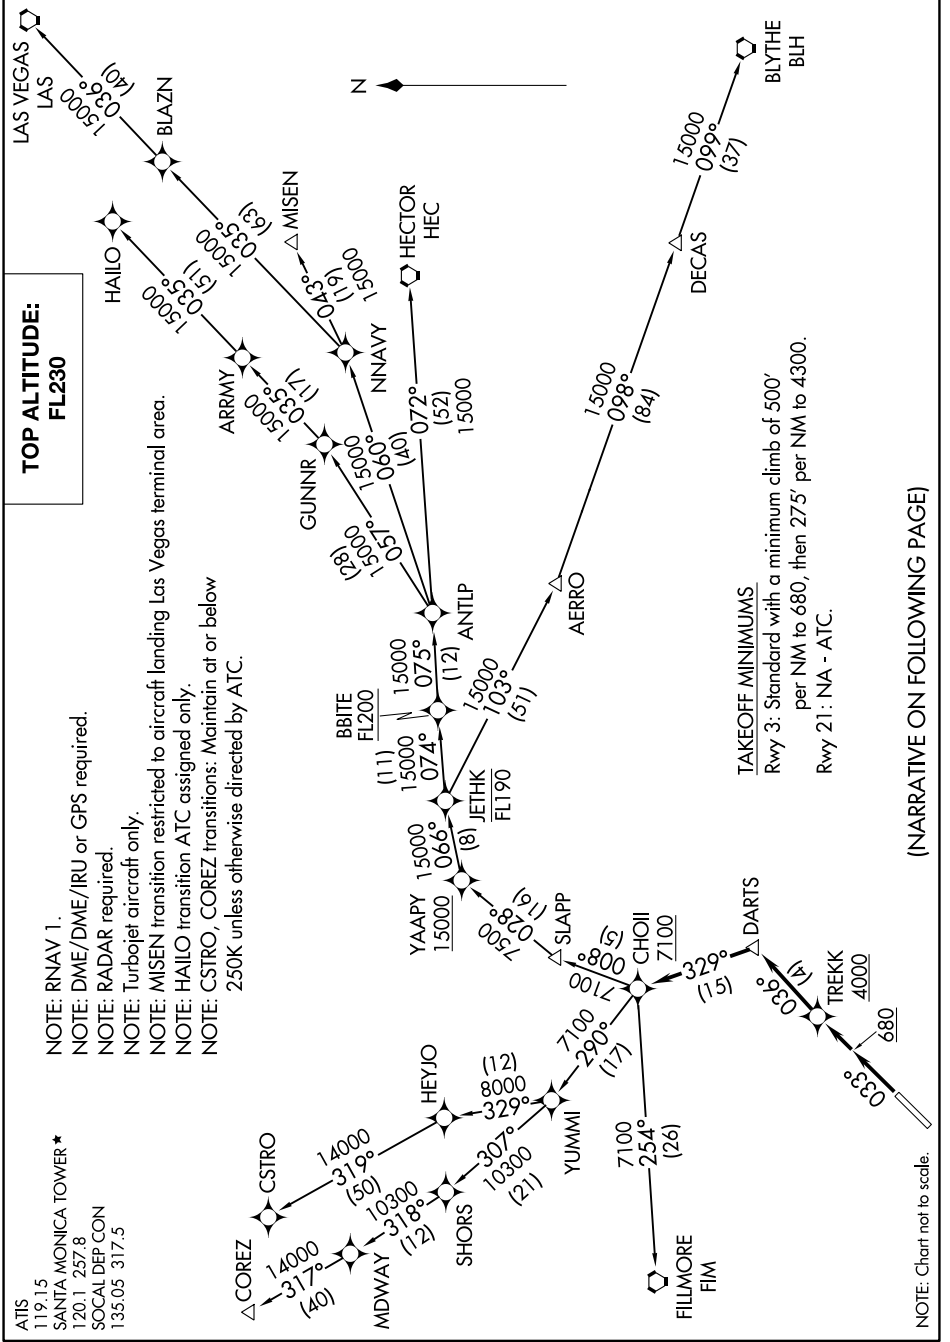 ATIS
119.15
SANTA MONICA TOWER ★
120.1 257.8
SOCAL DEP CON
135.05 317.5
TOP ALTITUDE:
FL230
NOTE: RNAV 1.
NOTE: DME/DME/IRU or GPS required.
NOTE: RADAR required.
NOTE: Turbojet aircraft only.
NOTE: MISEN transition restricted to aircraft landing Las Vegas terminal area.
NOTE: HAILO transition ATC assigned only.
NOTE: CSTRO, COREZ transitions: Maintain at or below
250K unless otherwise directed by ATC.
LAS VEGAS
LAS
15000
036°
(40)
BLAZN
15000
035°
(63)
HAILO
15000
035°
(51)
ARRMY
15000
035°
(17)
GUNNR
15000
057°
(28)
MISEN
043°
(19)
15000
NNAVY
15000
060°
(40)
HECTOR
HEC
072°
(52)
15000
N
ANTLP
15000
075°
(12)
BBITE
FL200
(11)
15000
074°
JETHK
FL190
15000
066°
(8)
YAAPY
15000
7500
028°
(16)
SLAPP
7100
008°
(5)
CHOII
7100
329°
(15)
DARTS
036°
(4)
TREKK
4000
680
033°
15000
103°
(51)
AERRO
15000
098°
(84)
DECAS
15000
099°
(37)
BLYTHE
BLH
7100
290°
(17)
YUMMI
7100
254°
(26)
FILLMORE
FIM
(12)
8000
329°
HEYJO
14000
319°
(50)
CSTRO
307°
10300
(21)
SHORS
10300
318°
(12)
MDWAY
14000
317°
(40)
COREZ
TAKEOFF MINIMUMS
Rwy 3: Standard with a minimum climb of 500'
per NM to 680, then 275' per NM to 4300.
Rwy 21: NA - ATC.
(NARRATIVE ON FOLLOWING PAGE)
NOTE: Chart not to scale.